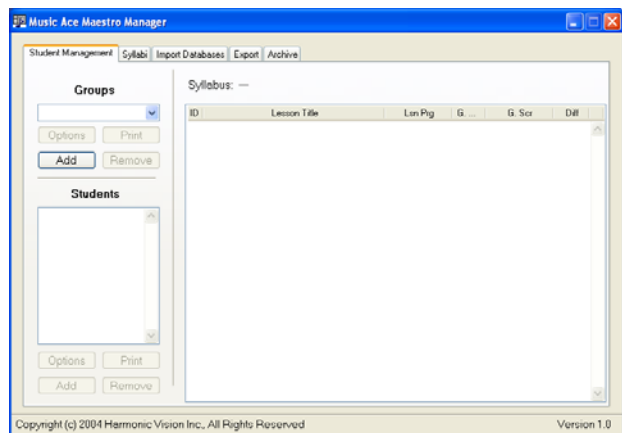 Music Ace Maestro Manager
Student Management Syllabi Import Databases Export Archive
Groups
Options Print
Add Remove
Students
Options Print
Add Remove
Syllabus: —
ID Lesson Title Lsn Prg G. ... G. Scr Diff
Copyright (c) 2004 Harmonic Vision Inc., All Rights Reserved Version 1.0